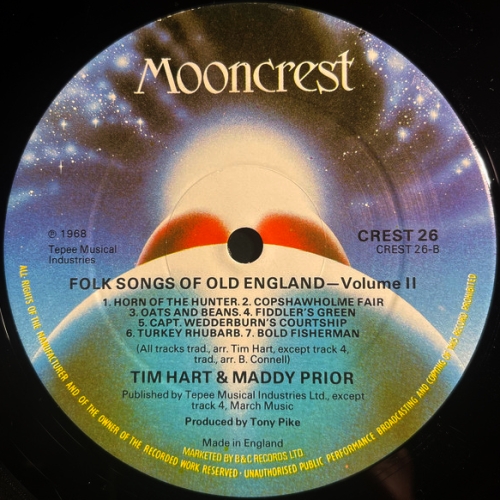 Mooncrest
℗ 1968
Tepee Musical
Industries
CREST 26
CREST 26-B
FOLK SONGS OF OLD ENGLAND—Volume II
1. HORN OF THE HUNTER. 2. COPSHAWHOLME FAIR
3. OATS AND BEANS. 4. FIDDLER'S GREEN
5. CAPT. WEDDERBURN'S COURTSHIP
6. TURKEY RHUBARB. 7. BOLD FISHERMAN
(All tracks trad., arr. Tim Hart, except track 4,
trad., arr. B. Connell)
TIM HART & MADDY PRIOR
Published by Tepee Musical Industries Ltd., except
track 4, March Music
Produced by Tony Pike
Made in England
MARKETED BY B&C RECORDS LTD.
ALL RIGHTS OF THE MANUFACTURER AND OF THE OWNER OF THE RECORDED WORK RESERVED · UNAUTHORISED PUBLIC PERFORMANCE BROADCASTING AND COPYING OF THIS RECORD PROHIBITED